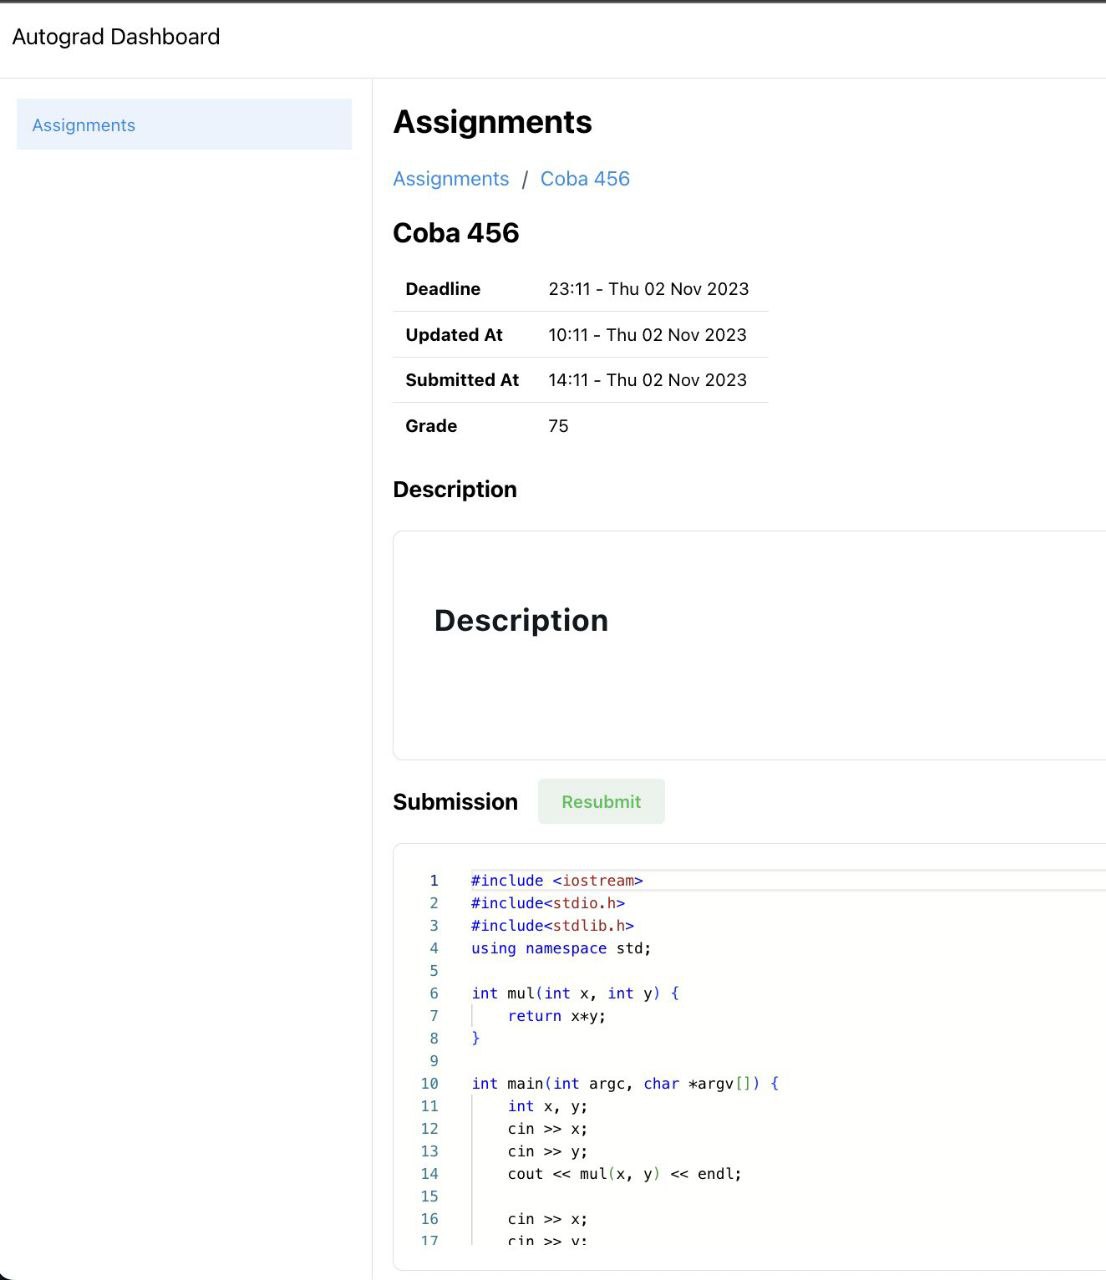 Autograd Dashboard
Assignments
Assignments
Assignments / Coba 456
Coba 456
Deadline 23:11 - Thu 02 Nov 2023
Updated At 10:11 - Thu 02 Nov 2023
Submitted At 14:11 - Thu 02 Nov 2023
Grade 75
Description
Description
Submission Resubmit
1 #include <iostream>
2 #include<stdio.h>
3 #include<stdlib.h>
4 using namespace std;
5
6 int mul(int x, int y) {
7     return x*y;
8 }
9
10 int main(int argc, char *argv[]) {
11     int x, y;
12     cin >> x;
13     cin >> y;
14     cout << mul(x, y) << endl;
15
16     cin >> x;
17     cin >> y;